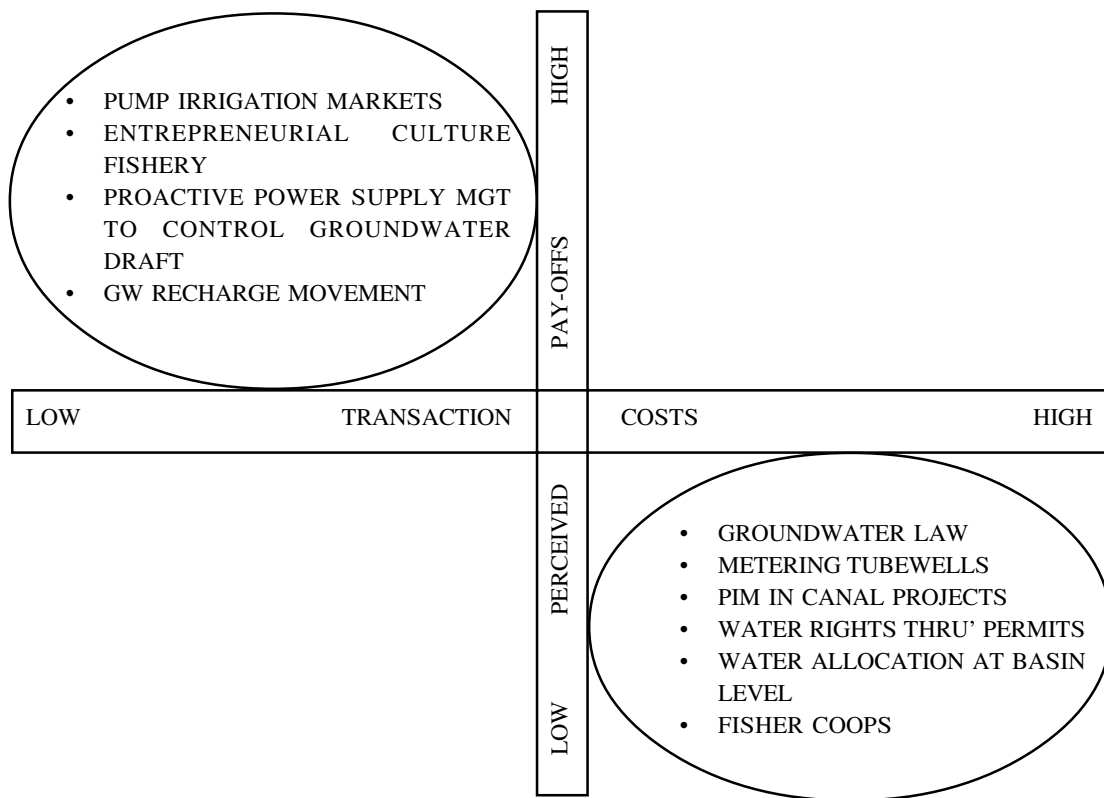 HIGH
• PUMP IRRIGATION MARKETS
• ENTREPRENEURIAL CULTURE
FISHERY
• PROACTIVE POWER SUPPLY MGT
TO CONTROL GROUNDWATER
DRAFT
• GW RECHARGE MOVEMENT
PAY-OFFS
LOW TRANSACTION COSTS HIGH
PERCEIVED
• GROUNDWATER LAW
• METERING TUBEWELLS
• PIM IN CANAL PROJECTS
• WATER RIGHTS THRU’ PERMITS
• WATER ALLOCATION AT BASIN
LEVEL
• FISHER COOPS
LOW